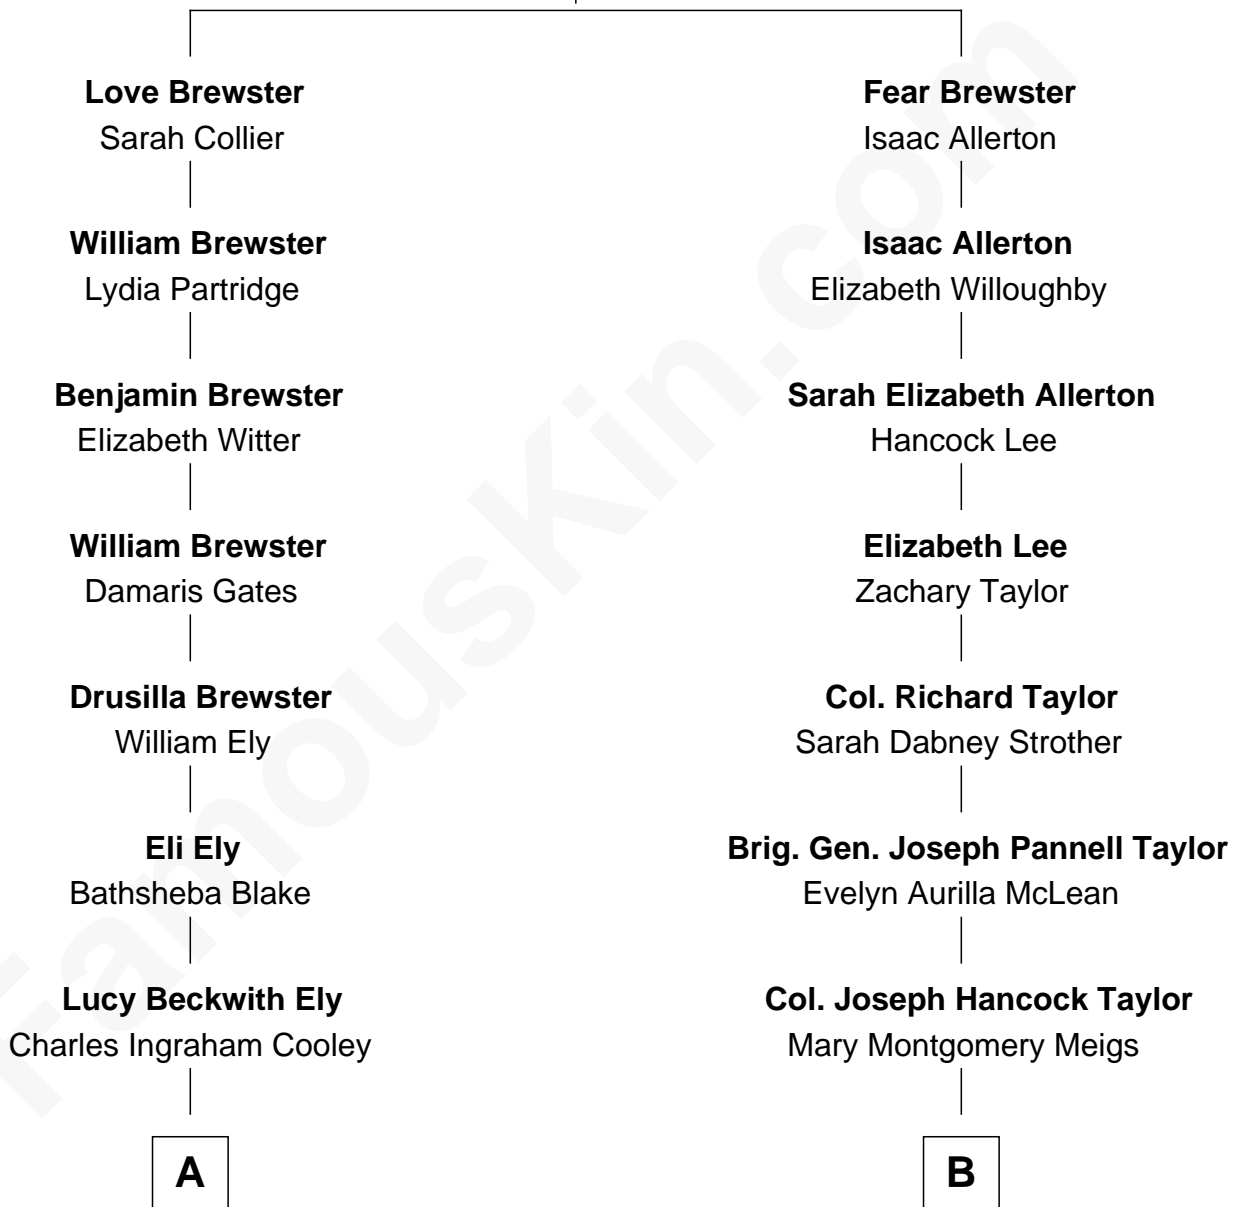 Love Brewster
Sarah Collier
William Brewster
Lydia Partridge
Benjamin Brewster
Elizabeth Witter
William Brewster
Damaris Gates
Drusilla Brewster
William Ely
Eli Ely
Bathsheba Blake
Lucy Beckwith Ely
Charles Ingraham Cooley
A
Fear Brewster
Isaac Allerton
Isaac Allerton
Elizabeth Willoughby
Sarah Elizabeth Allerton
Hancock Lee
Elizabeth Lee
Zachary Taylor
Col. Richard Taylor
Sarah Dabney Strother
Brig. Gen. Joseph Pannell Taylor
Evelyn Aurilla McLean
Col. Joseph Hancock Taylor
Mary Montgomery Meigs
B
FamousKin.com